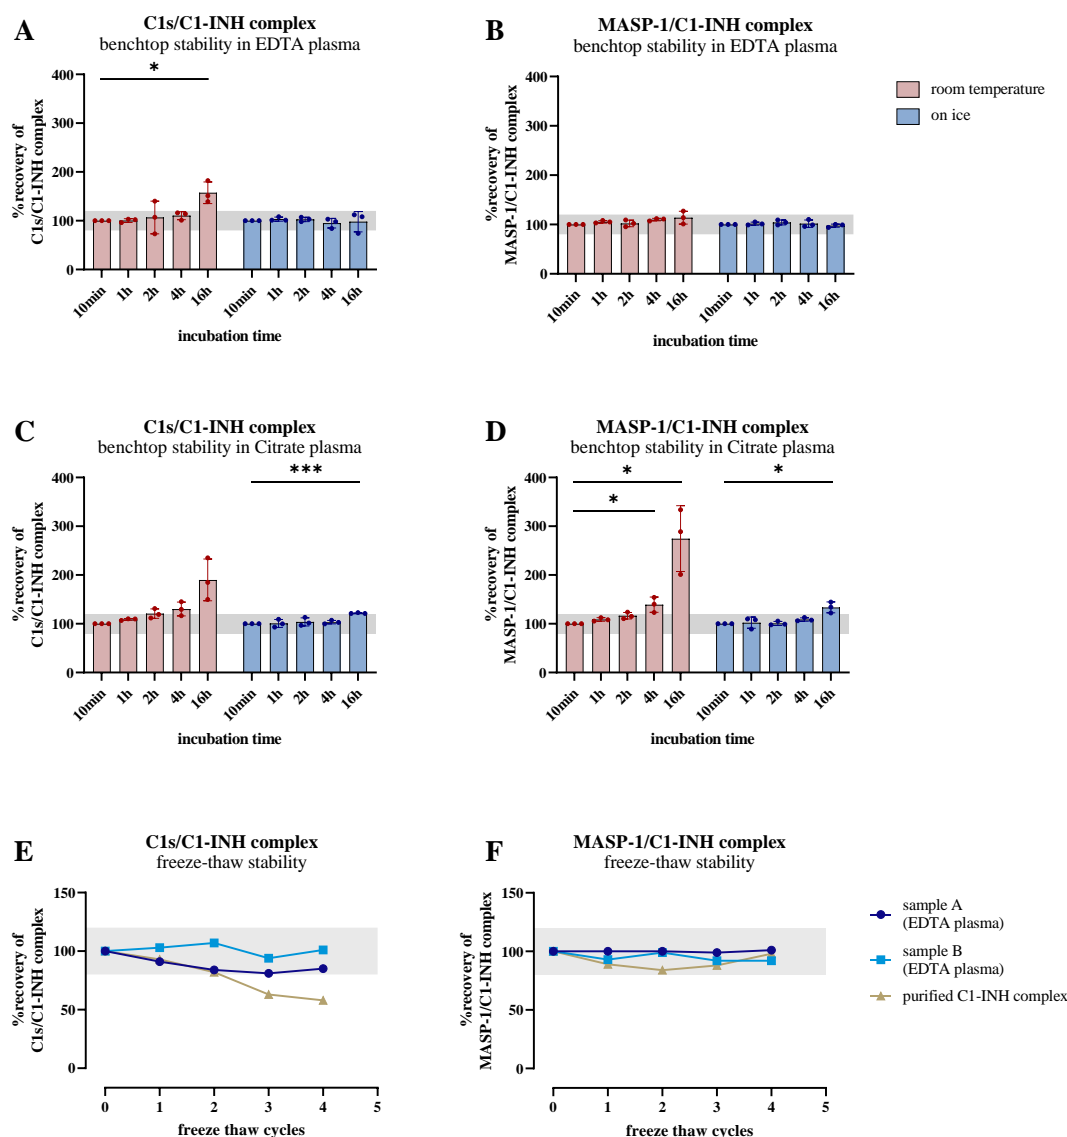 A
C1s/C1-INH complex
benchtop stability in EDTA plasma
*
%recovery of
C1s/C1-INH complex
400
300
200
100
0
10min 1h 2h 4h 16h 10min 1h 2h 4h 16h
incubation time
B
MASP-1/C1-INH complex
benchtop stability in EDTA plasma
%recovery of
MASP-1/C1-INH complex
400
300
200
100
0
10min 1h 2h 4h 16h 10min 1h 2h 4h 16h
incubation time
room temperature
on ice
C
C1s/C1-INH complex
benchtop stability in Citrate plasma
***
%recovery of
C1s/C1-INH complex
400
300
200
100
0
10min 1h 2h 4h 16h 10min 1h 2h 4h 16h
incubation time
D
MASP-1/C1-INH complex
benchtop stability in Citrate plasma
* *
*
%recovery of
MASP-1/C1-INH complex
400
300
200
100
0
10min 1h 2h 4h 16h 10min 1h 2h 4h 16h
incubation time
E
C1s/C1-INH complex
freeze-thaw stability
%recovery of
C1s/C1-INH complex
150
100
50
0
0 1 2 3 4 5
freeze thaw cycles
F
MASP-1/C1-INH complex
freeze-thaw stability
%recovery of
MASP-1/C1-INH complex
150
100
50
0
0 1 2 3 4 5
freeze thaw cycles
sample A
(EDTA plasma)
sample B
(EDTA plasma)
purified C1-INH complex